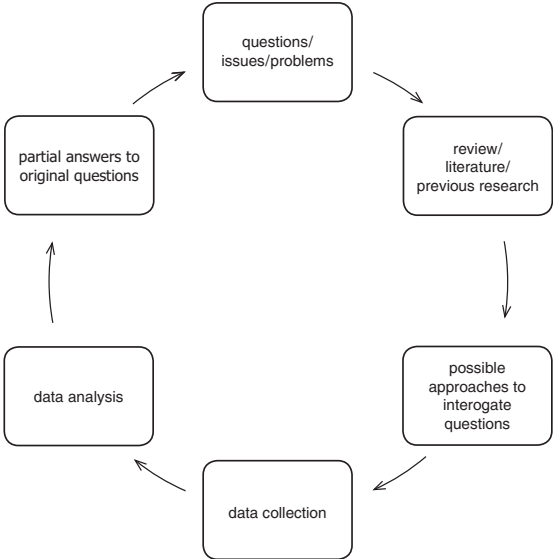 questions/
issues/problems
review/
literature/
previous research
possible
approaches to
interogate
questions
data collection
data analysis
partial answers to
original questions